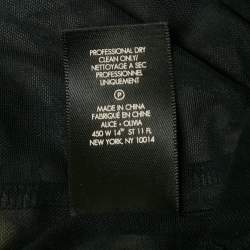 PROFESSIONAL DRY
CLEAN ONLY/
NETTOYAGE A SEC
PROFESSIONNEL
UNIQUEMENT
P
MADE IN CHINA
FABRIQUÉ EN CHINE
ALICE + OLIVIA
450 W 14TH ST 11 FL
NEW YORK, NY 10014